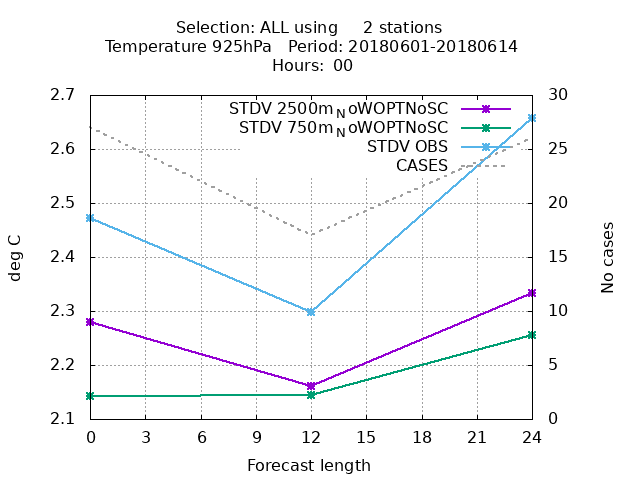 Selection: ALL using 2 stations
Temperature 925hPa Period: 20180601-20180614
Hours: 00
2.7
2.6
2.5
2.4
2.3
2.2
2.1
deg C
STDV 2500m_NoWOPTNoSC
STDV 750m_NoWOPTNoSC
STDV OBS
CASES
30
25
20
15
10
5
0
No cases
0 3 6 9 12 15 18 21 24
Forecast length